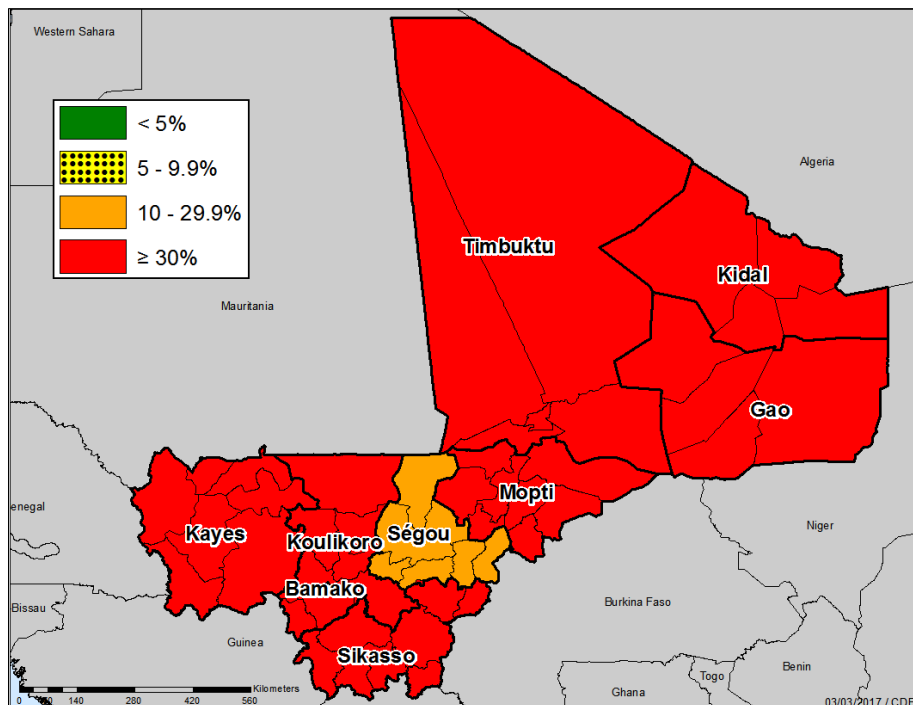 Western Sahara
< 5%
5 - 9.9%
10 - 29.9%
≥ 30%
Algeria
Timbuktu
Kidal
Mauritania
Gao
Mopti
enegal
Kayes
Koulikoro
Ségou
Niger
Bamako
Bissau
Burkina Faso
Guinea
Sikasso
Benin
Togo
Ghana
Kilometers
0 70 140 280 420 560
03/03/2017 / CDE